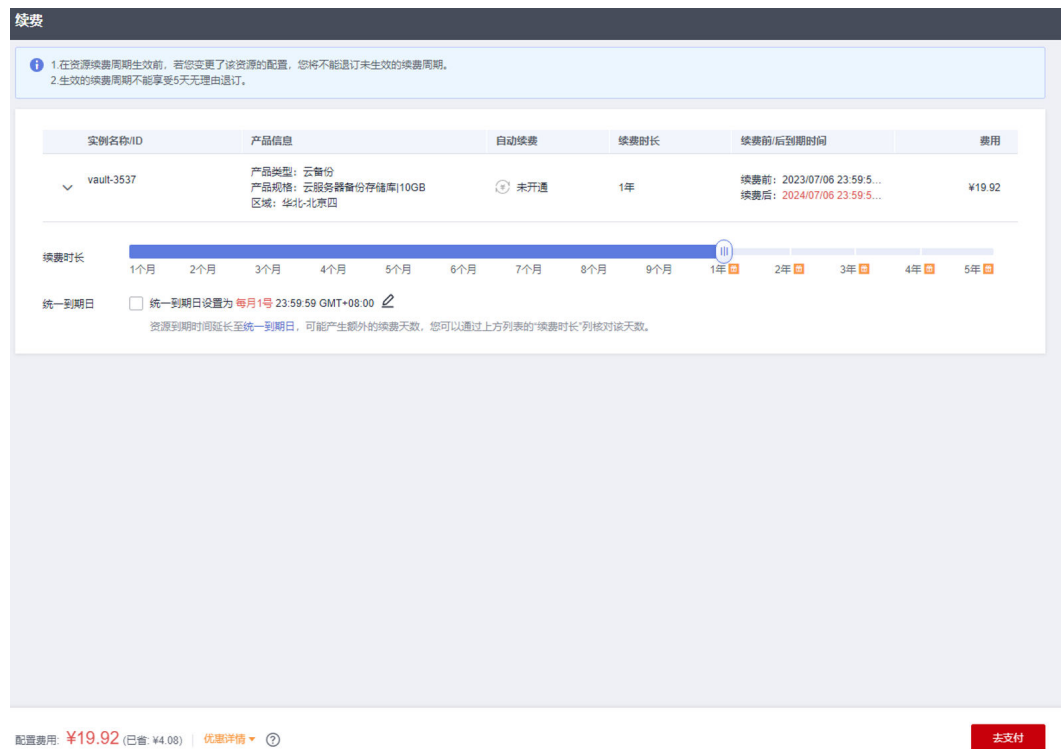 续费
1.在资源续费周期生效前，若您变更了该资源的配置，您将不能退订未生效的续费周期。
2.生效的续费周期不能享受5天无理由退订。
实例名称/ID 产品信息 自动续费 续费时长 续费前/后到期时间 费用
vault-3537 产品类型：云备份 产品规格：云服务器备份存储库|10GB 区域：华北-北京四 未开通 1年 续费前：2023/07/06 23:59:5... 续费后：2024/07/06 23:59:5... ¥19.92
续费时长
1个月 2个月 3个月 4个月 5个月 6个月 7个月 8个月 9个月 1年 2年 3年 4年 5年
统一到期日 统一到期日设置为 每月1号 23:59:59 GMT+08:00
资源到期时间延长至统一到期日，可能产生额外的续费天数，您可以通过上方列表的“续费时长”列核对该天数。
配置费用: ¥19.92 (已省: ¥4.08) 优惠详情 去支付